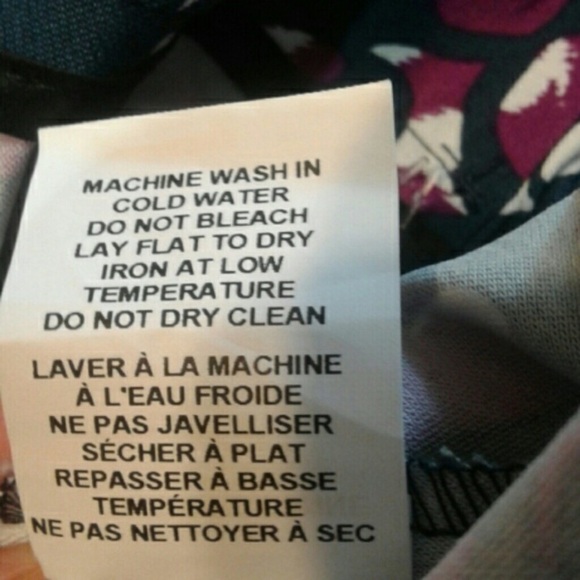 MACHINE WASH IN
COLD WATER
DO NOT BLEACH
LAY FLAT TO DRY
IRON AT LOW
TEMPERATURE
DO NOT DRY CLEAN
LAVER À LA MACHINE
À L'EAU FROIDE
NE PAS JAVELLISER
SÉCHER À PLAT
REPASSER À BASSE
TEMPÉRATURE
NE PAS NETTOYER À SEC